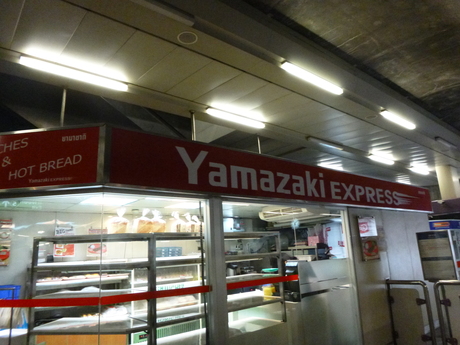 CHES
&
HOT BREAD
Yamazaki EXPRESS